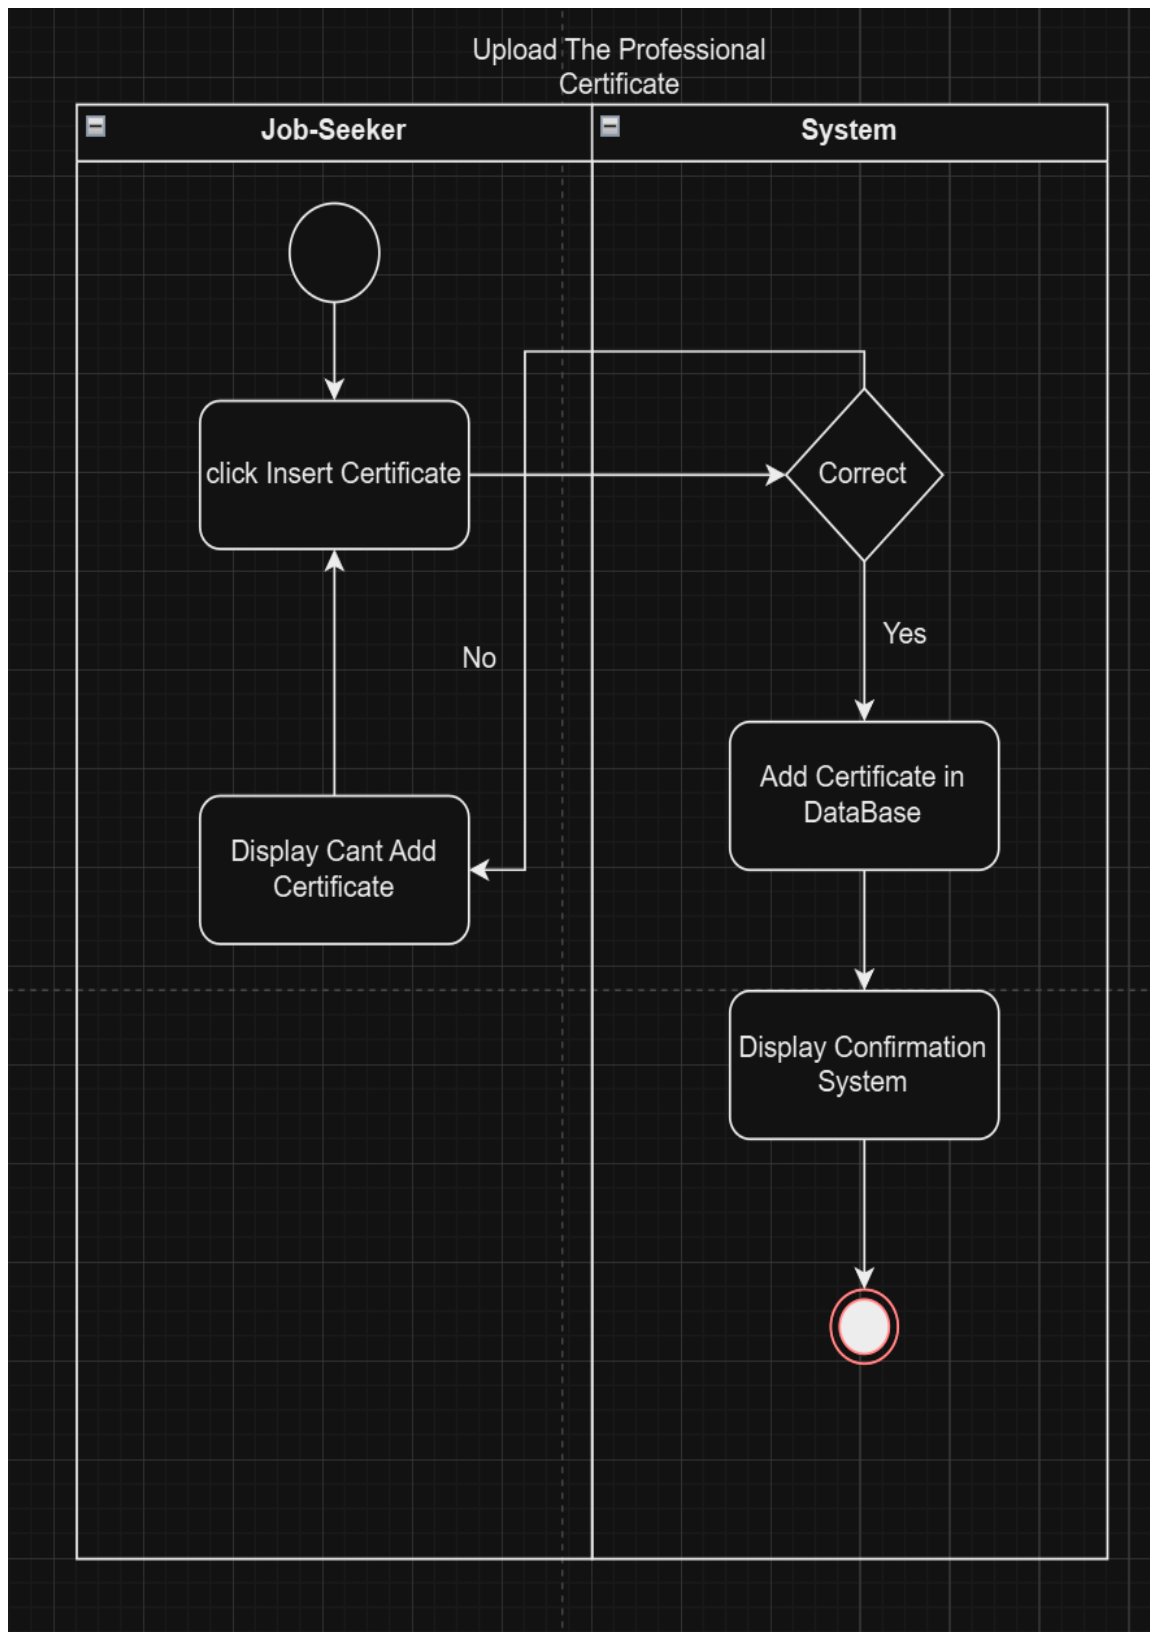 Upload The Professional
Certificate
Job-Seeker
System
click Insert Certificate
Correct
Yes
No
Add Certificate in
DataBase
Display Cant Add
Certificate
Display Confirmation
System